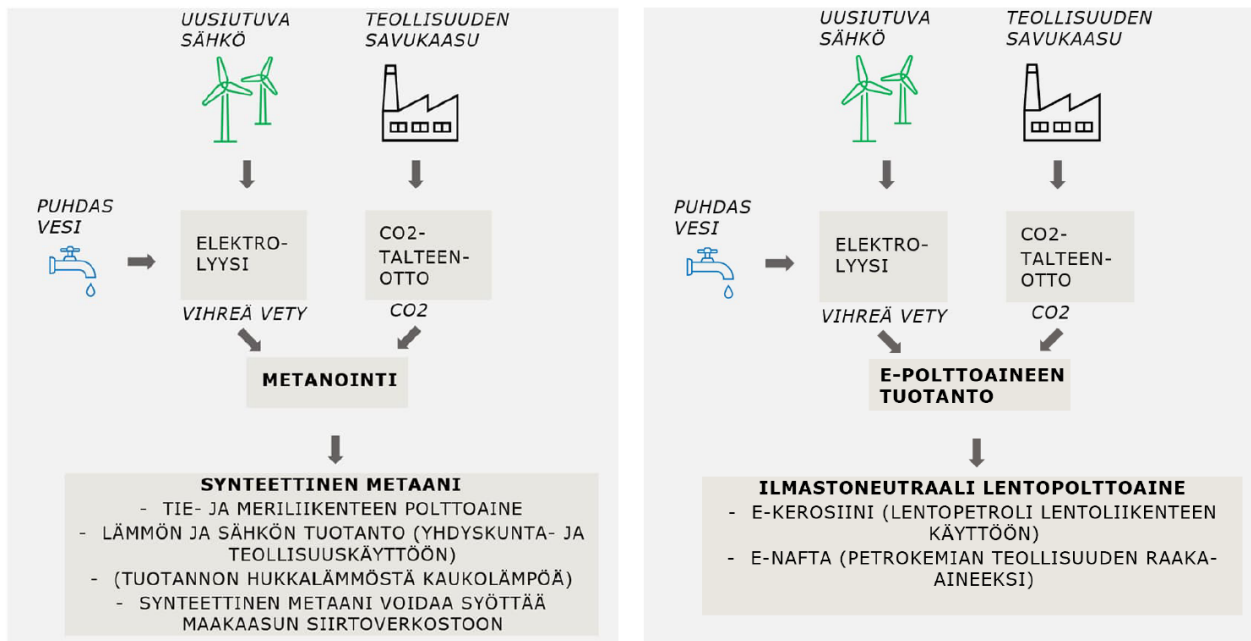 UUSIUTUVA
SÄHKÖ
TEOLLISUUDEN
SAVUKAASU
PUHDAS
VESI
ELEKTRO-
LYYSI
CO2-
TALTEEN-
OTTO
VIHREÄ VETY
CO2
METANOINTI
SYNTEETTINEN METAANI
- TIE- JA MERILIIKENTEEN POLTTOAINE
- LÄMMÖN JA SÄHKÖN TUOTANTO (YHDYSKUNTA- JA
TEOLLISUUSKÄYTTÖÖN)
- (TUOTANNON HUKKALÄMMÖSTÄ KAUKOLÄMPÖÄ)
- SYNTEETTINEN METAANI VOIDAA SYÖTTÄÄ
MAAKAASUN SIIRTOVERKOSTOON
UUSIUTUVA
SÄHKÖ
TEOLLISUUDEN
SAVUKAASU
PUHDAS
VESI
ELEKTRO-
LYYSI
CO2-
TALTEEN-
OTTO
VIHREÄ VETY
CO2
E-POLTTOAINEEN
TUOTANTO
ILMASTONEUTRAALI LENTOPOLTTOAINE
- E-KEROSIINI (LENTOPETROLI LENTOLIIKENTEEN
KÄYTTÖÖN)
- E-NAFTA (PETROKEMIAN TEOLLISUUDEN RAAKA-
AINEEKSI)